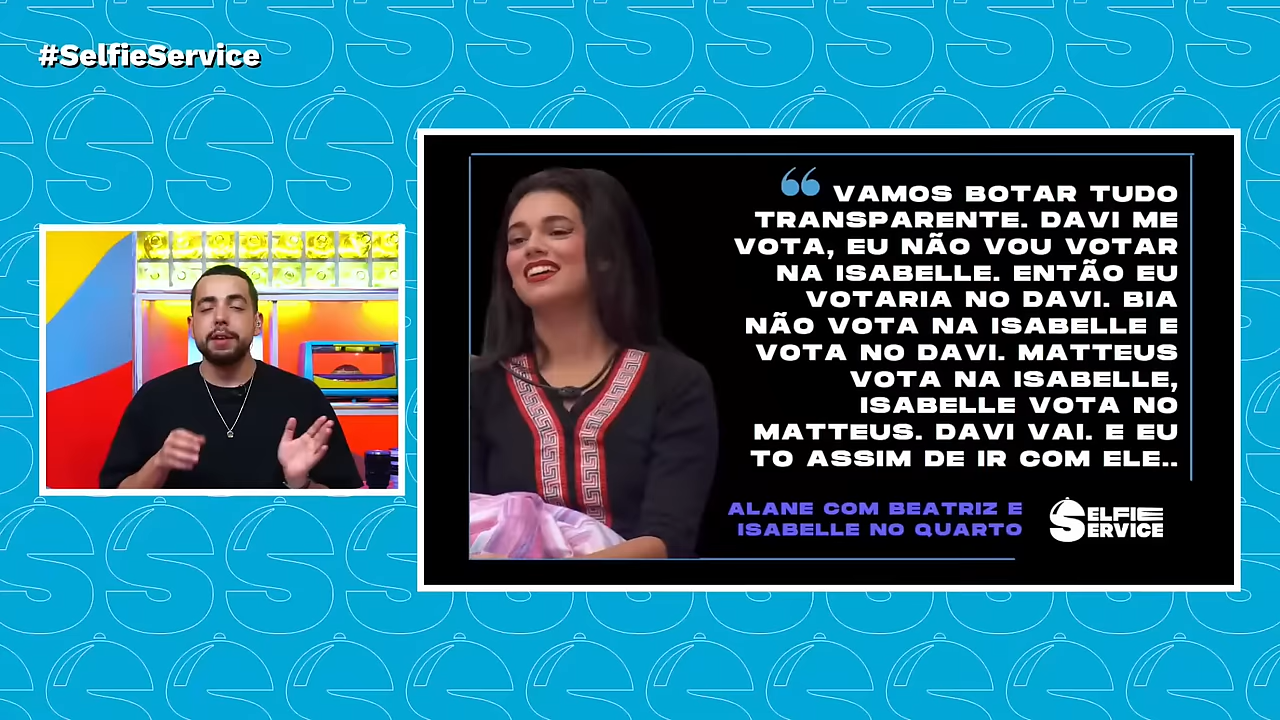 #SelfieService
“ VAMOS BOTAR TUDO
TRANSPARENTE. DAVI ME
VOTA, EU NÃO VOU VOTAR
NA ISABELLE. ENTÃO EU
VOTARIA NO DAVI. BIA
NÃO VOTA NA ISABELLE E
VOTA NO DAVI. MATTEUS
VOTA NA ISABELLE,
ISABELLE VOTA NO
MATTEUS. DAVI VAI. E EU
TO ASSIM DE IR COM ELE..
ALANE COM BEATRIZ E
ISABELLE NO QUARTO
SELFIE
SERVICE